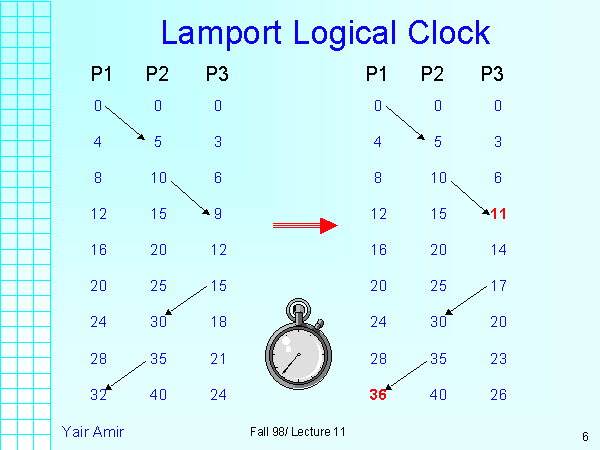 Lamport Logical Clock
P1 P2 P3 P1 P2 P3
0 0 0 0 0 0
4 5 3 4 5 3
8 10 6 8 10 6
12 15 9 12 15 11
16 20 12 16 20 14
20 25 15 20 25 17
24 30 18 24 30 20
28 35 21 28 35 23
32 40 24 36 40 26
Yair Amir Fall 98/ Lecture 11 6